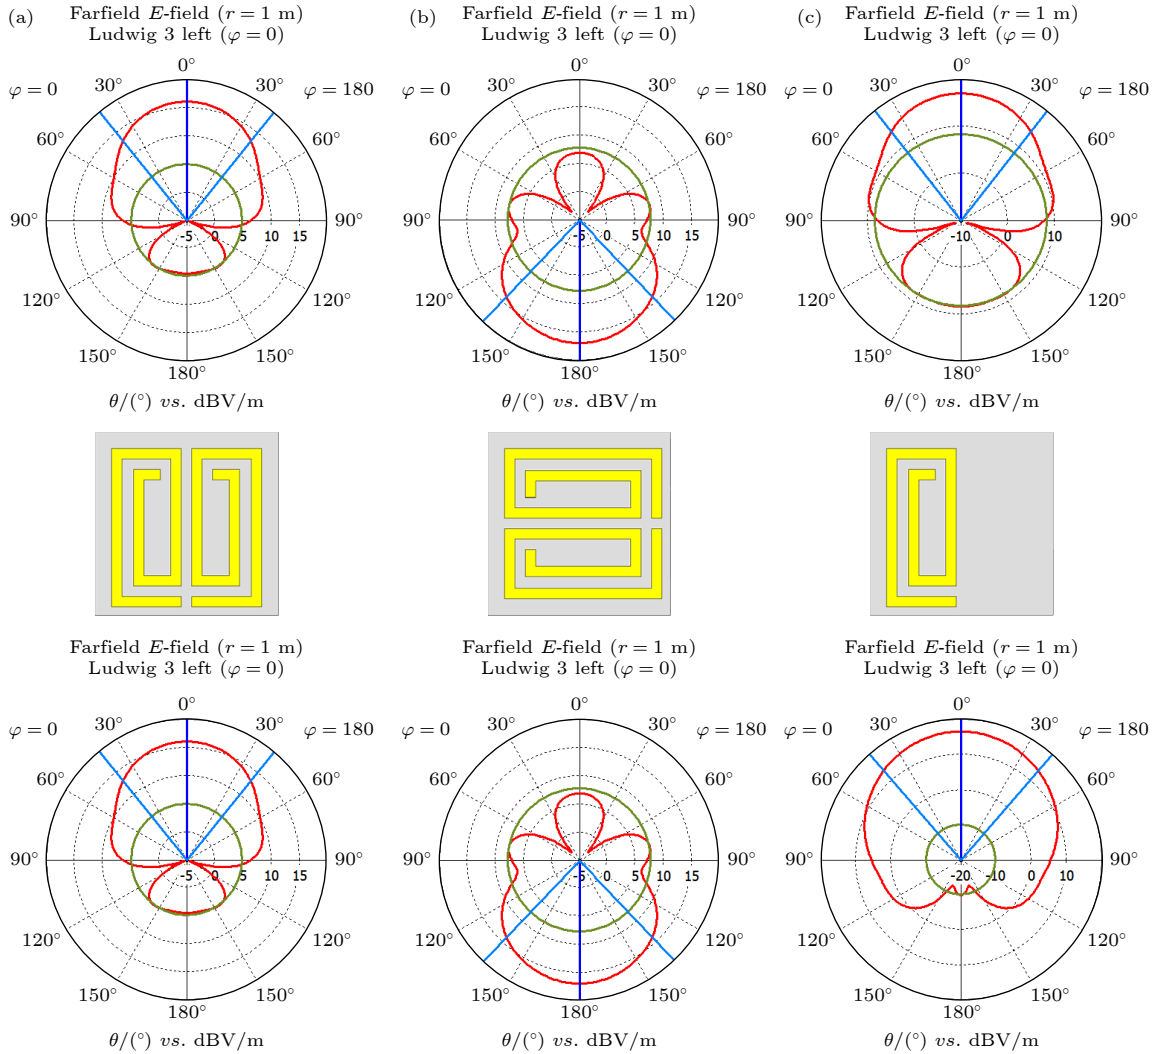 (a) Farfield E-field (r = 1 m)
Ludwig 3 left (φ = 0)
0°
φ = 0 30° 30° φ = 180
60° 60°
90° 90°
-5 0 5 10 15
120° 120°
150° 150°
180°
θ/(°) vs. dBV/m
(b) Farfield E-field (r = 1 m)
Ludwig 3 left (φ = 0)
0°
φ = 0 30° 30° φ = 180
60° 60°
90° 90°
-5 0 5 10 15
120° 120°
150° 150°
180°
θ/(°) vs. dBV/m
(c) Farfield E-field (r = 1 m)
Ludwig 3 left (φ = 0)
0°
φ = 0 30° 30° φ = 180
60° 60°
90° 90°
-10 0 10
120° 120°
150° 150°
180°
θ/(°) vs. dBV/m
Farfield E-field (r = 1 m)
Ludwig 3 left (φ = 0)
0°
φ = 0 30° 30° φ = 180
60° 60°
90° 90°
-5 0 5 10 15
120° 120°
150° 150°
180°
θ/(°) vs. dBV/m
Farfield E-field (r = 1 m)
Ludwig 3 left (φ = 0)
0°
φ = 0 30° 30° φ = 180
60° 60°
90° 90°
-5 0 5 10 15
120° 120°
150° 150°
180°
θ/(°) vs. dBV/m
Farfield E-field (r = 1 m)
Ludwig 3 left (φ = 0)
0°
φ = 0 30° 30° φ = 180
60° 60°
90° 90°
-20 -10 0 10
120° 120°
150° 150°
180°
θ/(°) vs. dBV/m